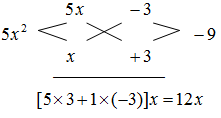 5x −3
5x² −9
x +3
[5×3+1×(−3)]x=12x